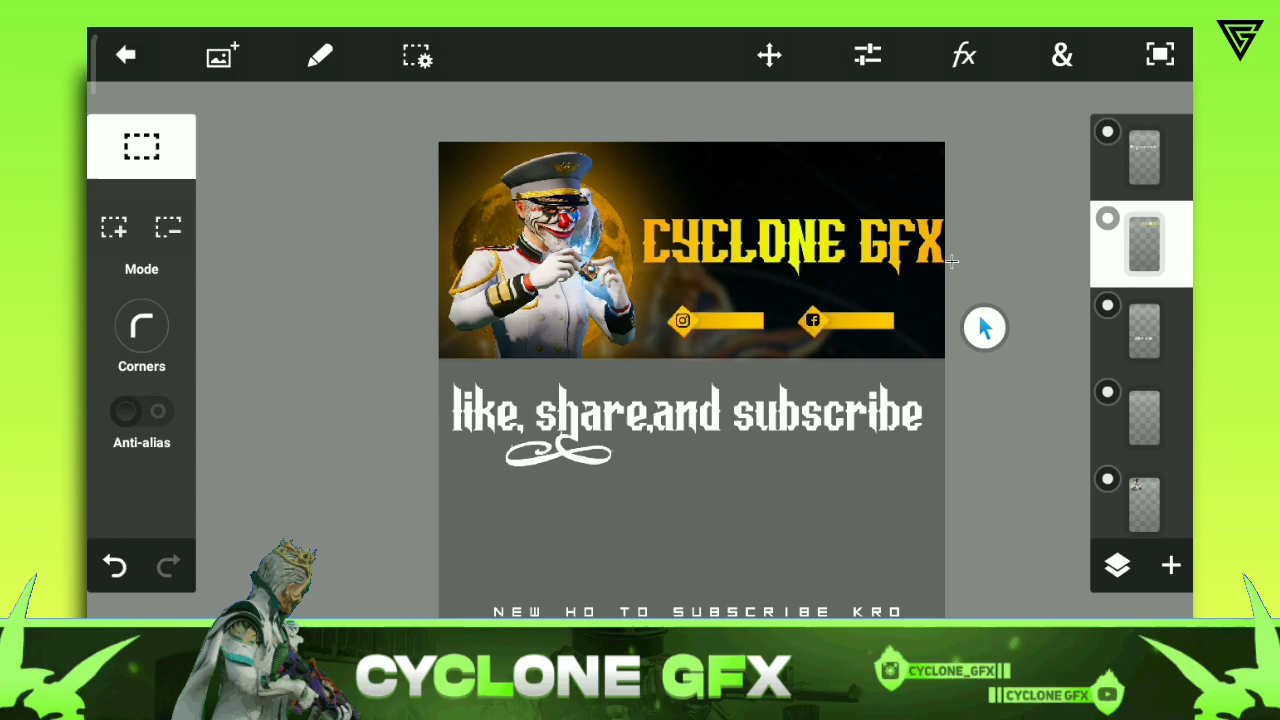 fx &
CYCLONE GFX
Mode
Corners
Anti-alias
like, share,and subscribe
NEW HO TO SUBSCRIBE KRO
CYCLONE GFX
CYCLONE_GFX
CYCLONE GFX